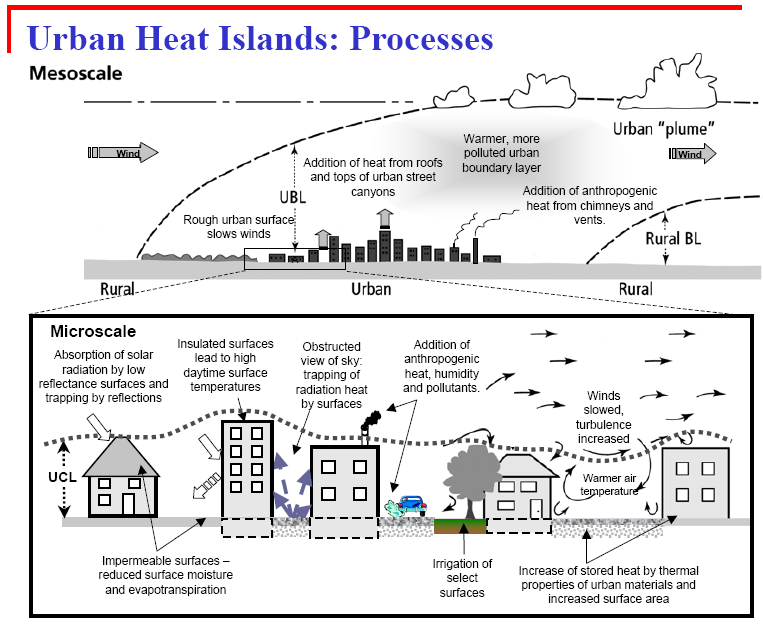 Urban Heat Islands: Processes
Mesoscale
Wind
UBL
Addition of heat from roofs
and tops of urban street
canyons
Rough urban surface
slows winds
Warmer, more
polluted urban
boundary layer
Urban "plume"
Wind
Addition of anthropogenic
heat from chimneys and
vents.
Rural BL
Rural
Urban
Rural
Microscale
Absorption of solar
radiation by low
reflectance surfaces and
trapping by reflections
Insulated surfaces
lead to high
daytime surface
temperatures
Obstructed
view of sky:
trapping of
radiation heat
by surfaces
Addition of
anthropogenic
heat, humidity
and pollutants.
Winds
slowed,
turbulence
increased
Warmer air
temperature
UCL
Impermeable surfaces –
reduced surface moisture
and evapotranspiration
Irrigation of
select
surfaces
Increase of stored heat by thermal
properties of urban materials and
increased surface area